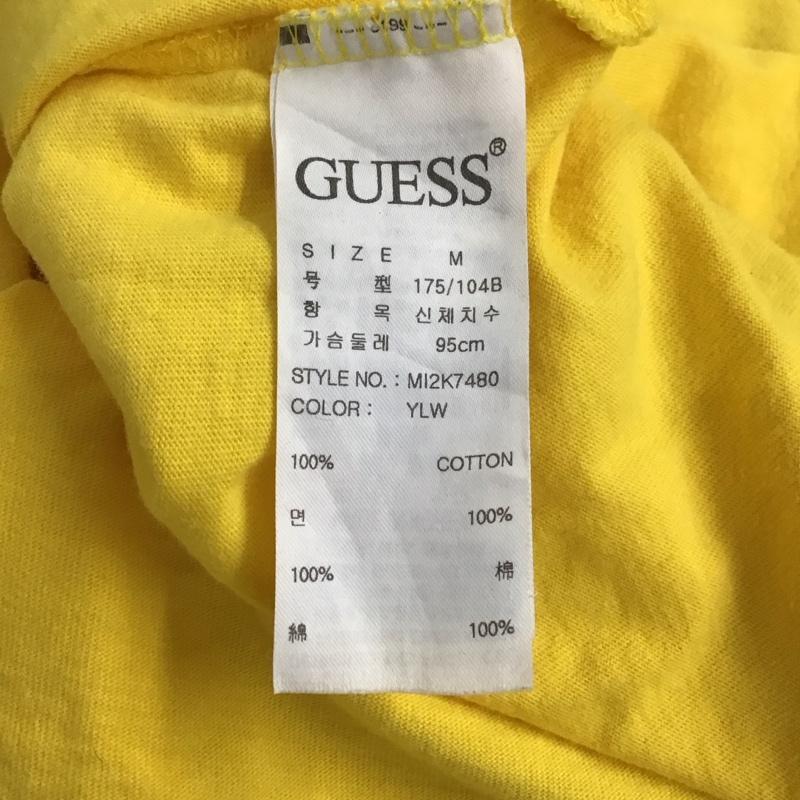 GUESS®
SIZE M
号 型 175/104B
항 목 신체치수
가슴둘레 95cm
STYLE NO. : MI2K7480
COLOR : YLW
100% COTTON
면 100%
100% 棉
綿 100%